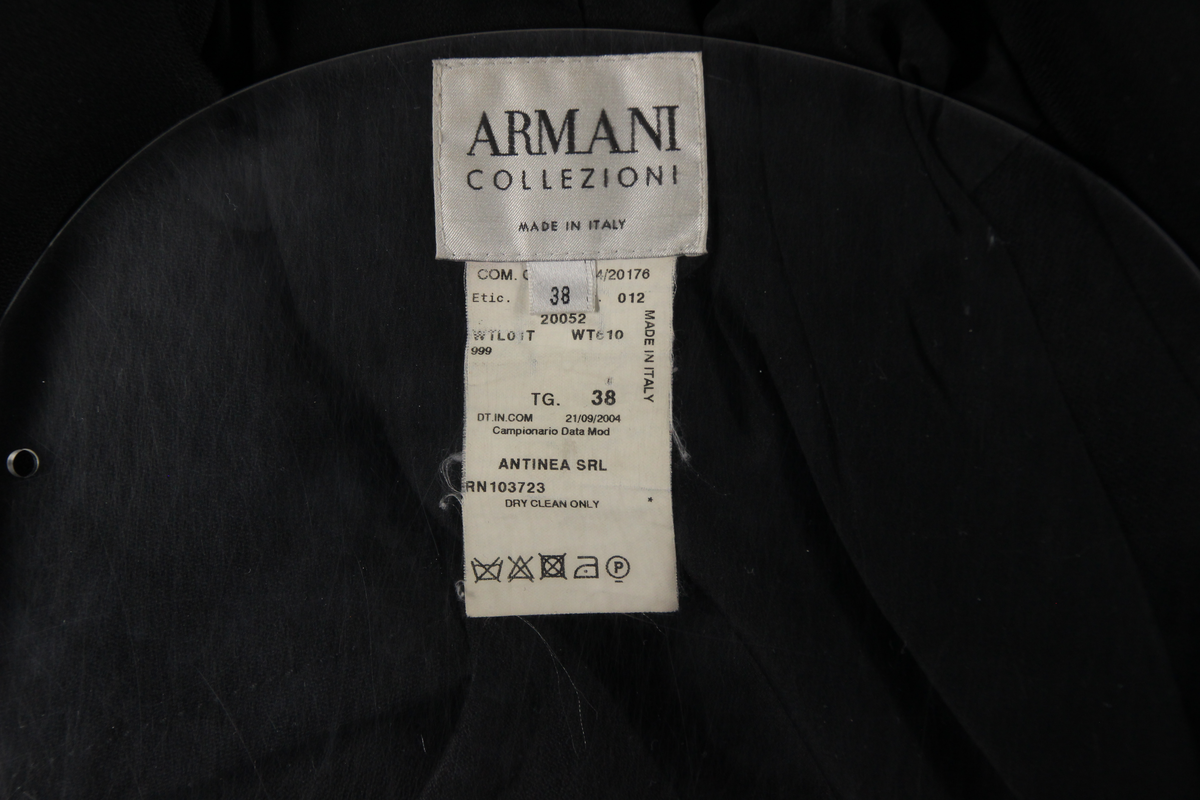 ARMANI
COLLEZIONI
MADE IN ITALY
COM. 4/20176
Etic. 38 . 012
20052
WTL01T WT610
999
MADE IN ITALY
TG. 38
DT.IN.COM 21/09/2004
Campionario Data Mod
ANTINEA SRL
RN103723
DRY CLEAN ONLY *
P